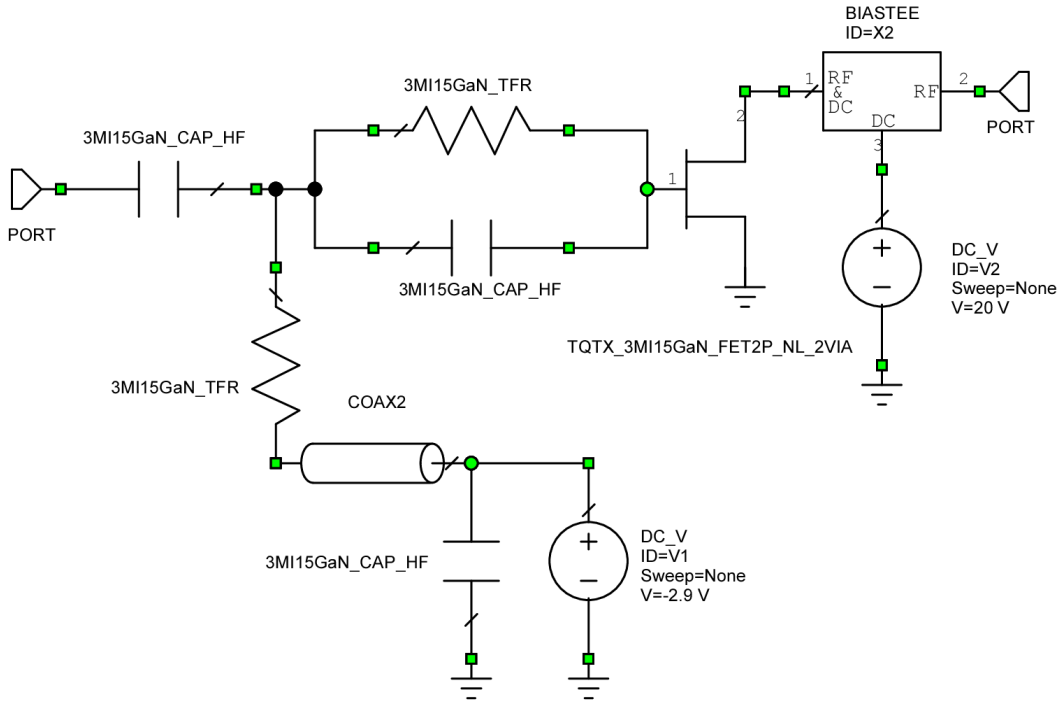 BIASTEE
ID=X2
3MI15GaN_TFR
1
RF
&
DC
RF
2
DC
3
PORT
3MI15GaN_CAP_HF
2
PORT
1
3MI15GaN_CAP_HF
DC_V
ID=V2
Sweep=None
V=20 V
TQTX_3MI15GaN_FET2P_NL_2VIA
3MI15GaN_TFR
COAX2
3MI15GaN_CAP_HF
DC_V
ID=V1
Sweep=None
V=-2.9 V